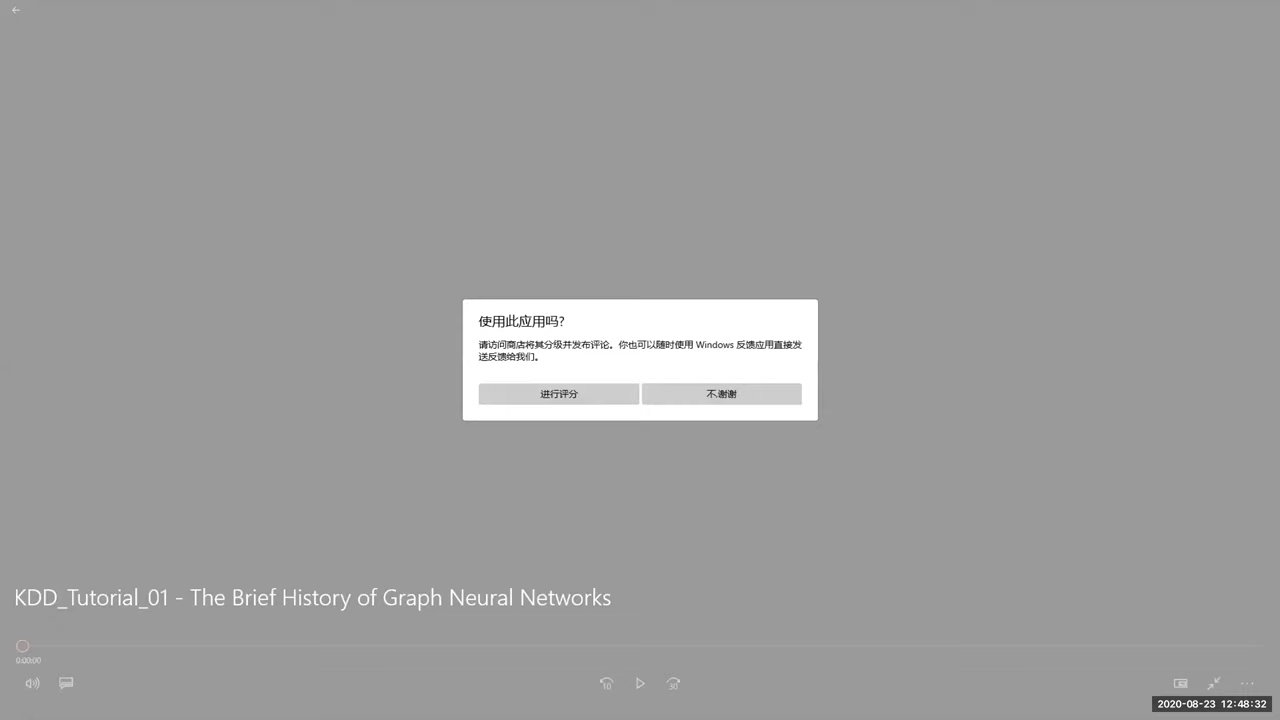 使用此应用吗?
请访问商店将其分级并发布评论。你也可以随时使用 Windows 反馈应用直接发
送反馈给我们。
进行评分
不,谢谢
KDD_Tutorial_01 - The Brief History of Graph Neural Networks
0:00:00
10
30
2020-08-23 12:48:32